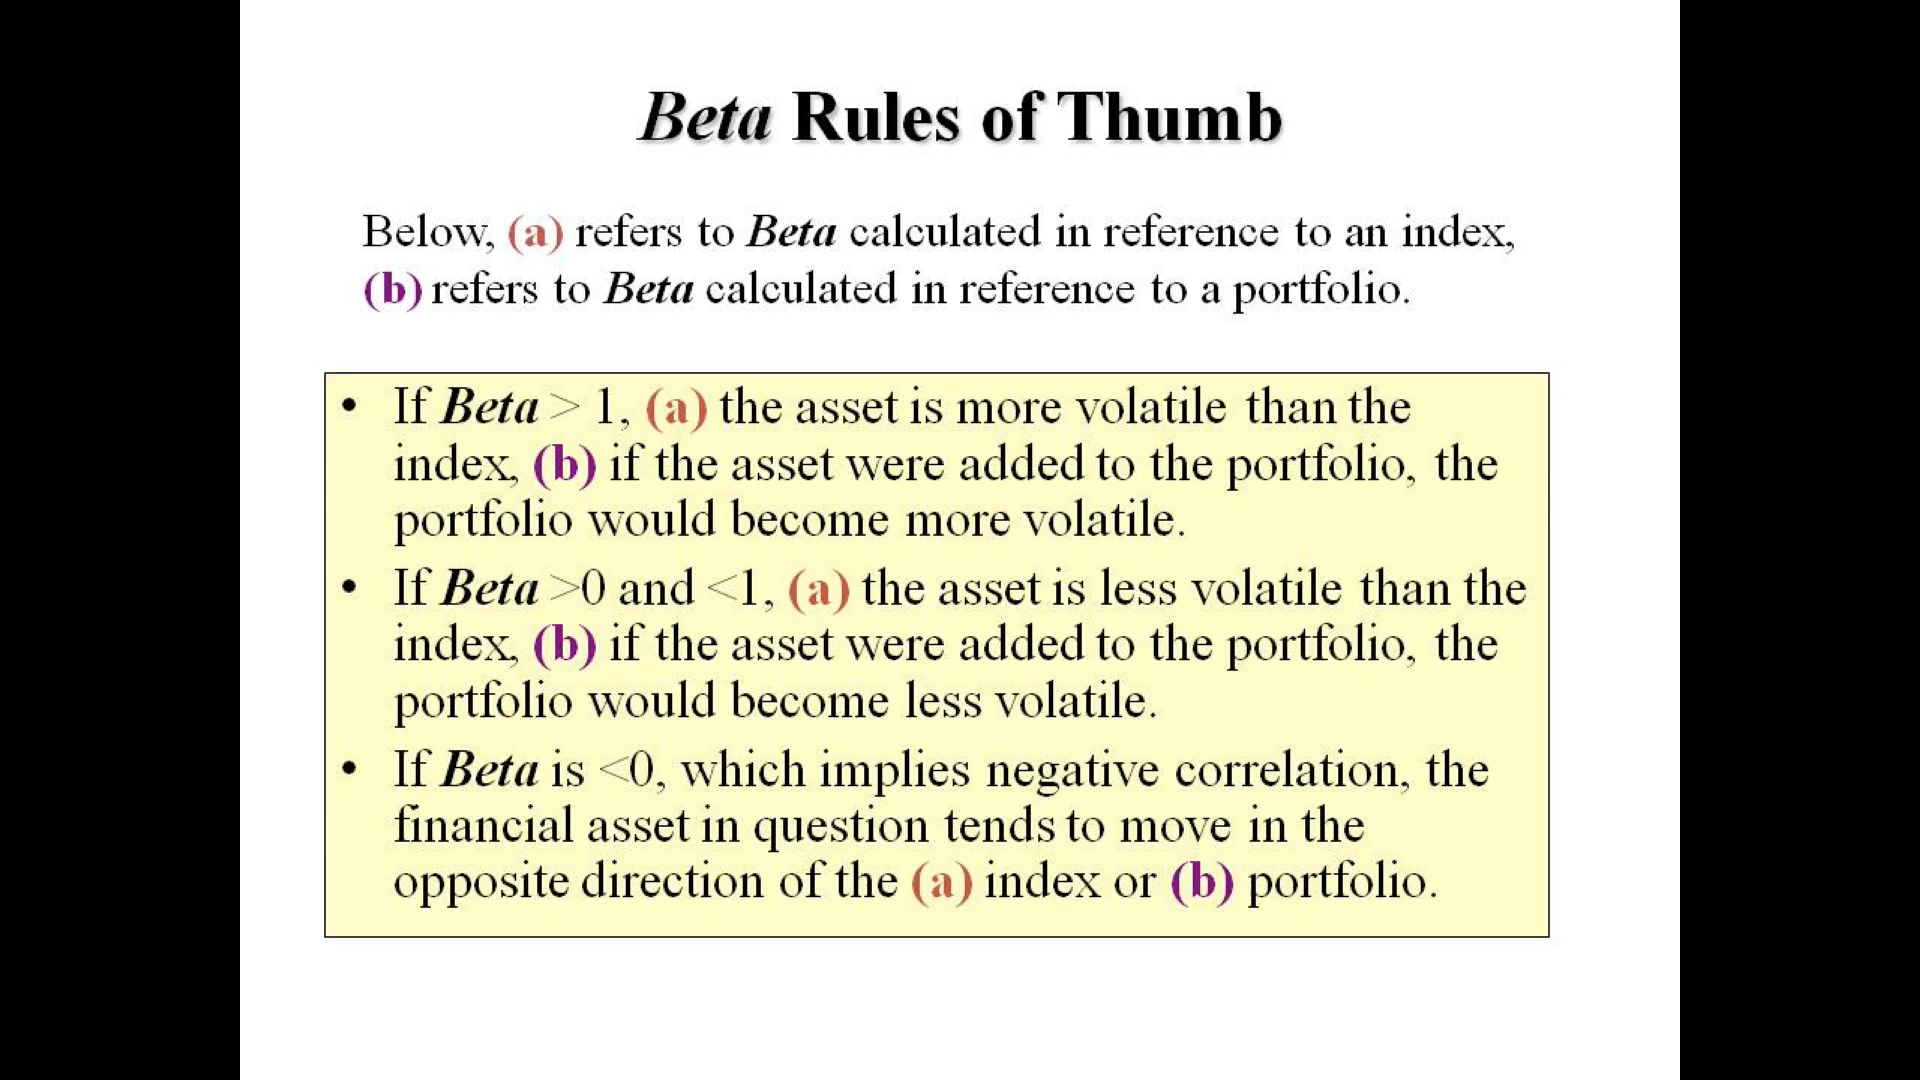 Beta Rules of Thumb
Below, (a) refers to Beta calculated in reference to an index,
(b) refers to Beta calculated in reference to a portfolio.
• If Beta > 1, (a) the asset is more volatile than the
index, (b) if the asset were added to the portfolio, the
portfolio would become more volatile.
• If Beta >0 and <1, (a) the asset is less volatile than the
index, (b) if the asset were added to the portfolio, the
portfolio would become less volatile.
• If Beta is <0, which implies negative correlation, the
financial asset in question tends to move in the
opposite direction of the (a) index or (b) portfolio.